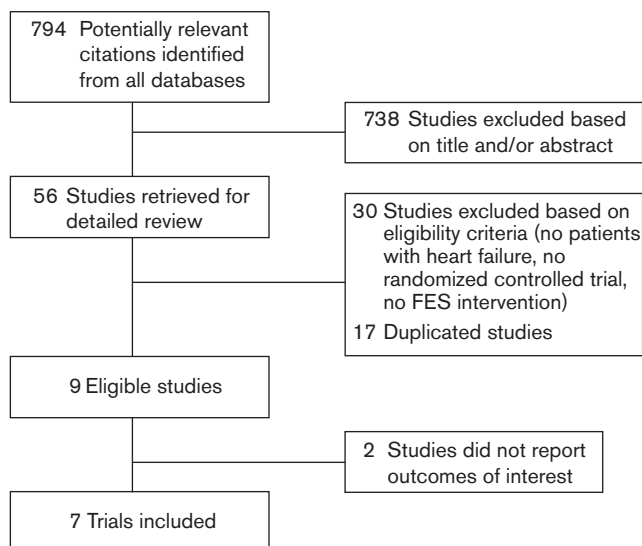 794 Potentially relevant
citations identified
from all databases
738 Studies excluded based
on title and/or abstract
56 Studies retrieved for
detailed review
30 Studies excluded based on
eligibility criteria (no patients
with heart failure, no
randomized controlled trial,
no FES intervention)
17 Duplicated studies
9 Eligible studies
2 Studies did not report
outcomes of interest
7 Trials included